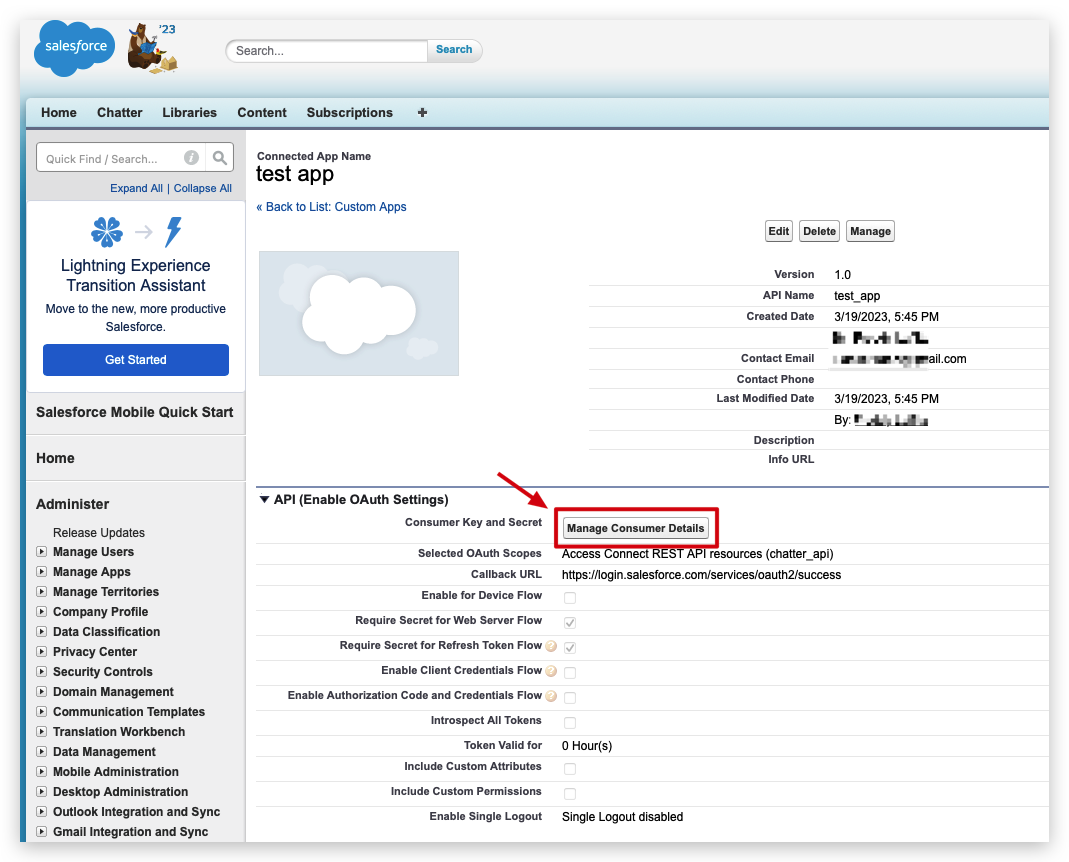 salesforce
'23
Search...
Search
Home
Chatter
Libraries
Content
Subscriptions
+
Quick Find / Search...
i
Expand All | Collapse All
Lightning Experience
Transition Assistant
Move to the new, more productive
Salesforce.
Get Started
Salesforce Mobile Quick Start
Home
Administer
Release Updates
Manage Users
Manage Apps
Manage Territories
Company Profile
Data Classification
Privacy Center
Security Controls
Domain Management
Communication Templates
Translation Workbench
Data Management
Mobile Administration
Desktop Administration
Outlook Integration and Sync
Gmail Integration and Sync
Connected App Name
test app
« Back to List: Custom Apps
Edit
Delete
Manage
Version 1.0
API Name test_app
Created Date 3/19/2023, 5:45 PM
Contact Email ail.com
Contact Phone
Last Modified Date 3/19/2023, 5:45 PM
By:
Description
Info URL
API (Enable OAuth Settings)
Consumer Key and Secret Manage Consumer Details
Selected OAuth Scopes Access Connect REST API resources (chatter_api)
Callback URL https://login.salesforce.com/services/oauth2/success
Enable for Device Flow
Require Secret for Web Server Flow
Require Secret for Refresh Token Flow ?
Enable Client Credentials Flow ?
Enable Authorization Code and Credentials Flow ?
Introspect All Tokens
Token Valid for 0 Hour(s)
Include Custom Attributes
Include Custom Permissions
Enable Single Logout Single Logout disabled